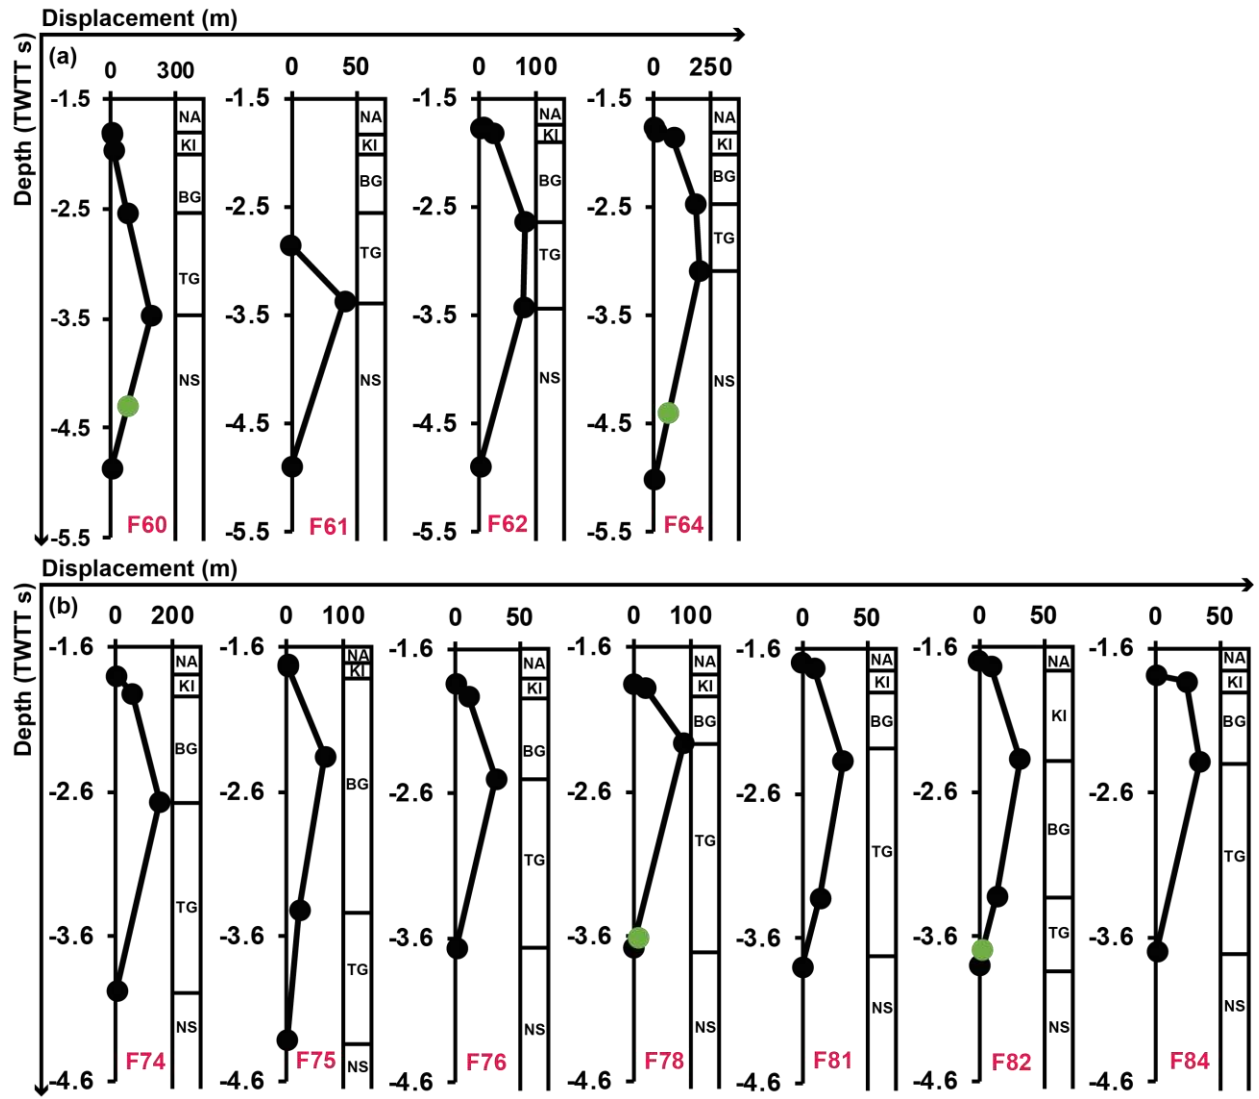 Displacement (m)
Depth (TWTT s)
(a)
0 300
-1.5
-2.5
-3.5
-4.5
-5.5
NA
KI
BG
TG
NS
F60
0 50
-1.5
-2.5
-3.5
-4.5
-5.5
NA
KI
BG
TG
NS
F61
0 100
-1.5
-2.5
-3.5
-4.5
-5.5
NA
KI
BG
TG
NS
F62
0 250
-1.5
-2.5
-3.5
-4.5
-5.5
NA
KI
BG
TG
NS
F64
Displacement (m)
Depth (TWTT s)
(b)
0 200
-1.6
-2.6
-3.6
-4.6
NA
KI
BG
TG
NS
F74
0 100
-1.6
-2.6
-3.6
-4.6
NA
KI
BG
TG
NS
F75
0 50
-1.6
-2.6
-3.6
-4.6
NA
KI
BG
TG
NS
F76
0 100
-1.6
-2.6
-3.6
-4.6
NA
KI
BG
TG
NS
F78
0 50
-1.6
-2.6
-3.6
-4.6
NA
KI
BG
TG
NS
F81
0 50
-1.6
-2.6
-3.6
-4.6
NA
KI
BG
TG
NS
F82
0 50
-1.6
-2.6
-3.6
-4.6
NA
KI
BG
TG
NS
F84